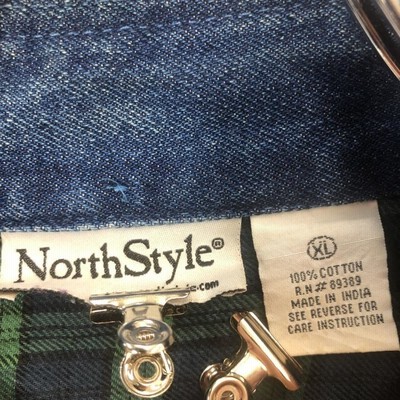 NorthStyle®
XL
100% COTTON
R.N# 89389
MADE IN INDIA
SEE REVERSE FOR
CARE INSTRUCTION